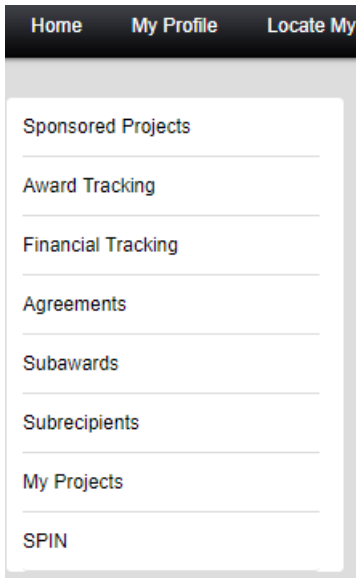 Home My Profile Locate My
Sponsored Projects
Award Tracking
Financial Tracking
Agreements
Subawards
Subrecipients
My Projects
SPIN